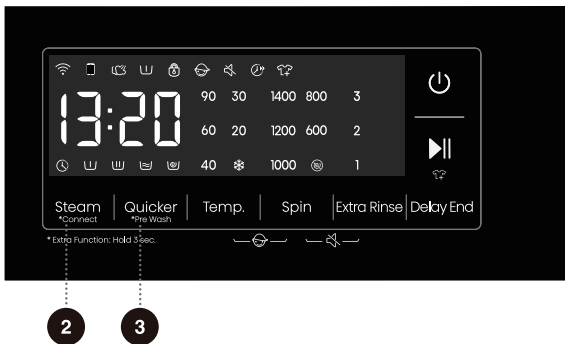 90 30 1400 800 3
13:20
60 20 1200 600 2
40 1000 1
Steam Quicker Temp. Spin Extra Rinse Delay End
*Connect *Pre Wash
*Extra Function: Hold 3 sec.
2 3